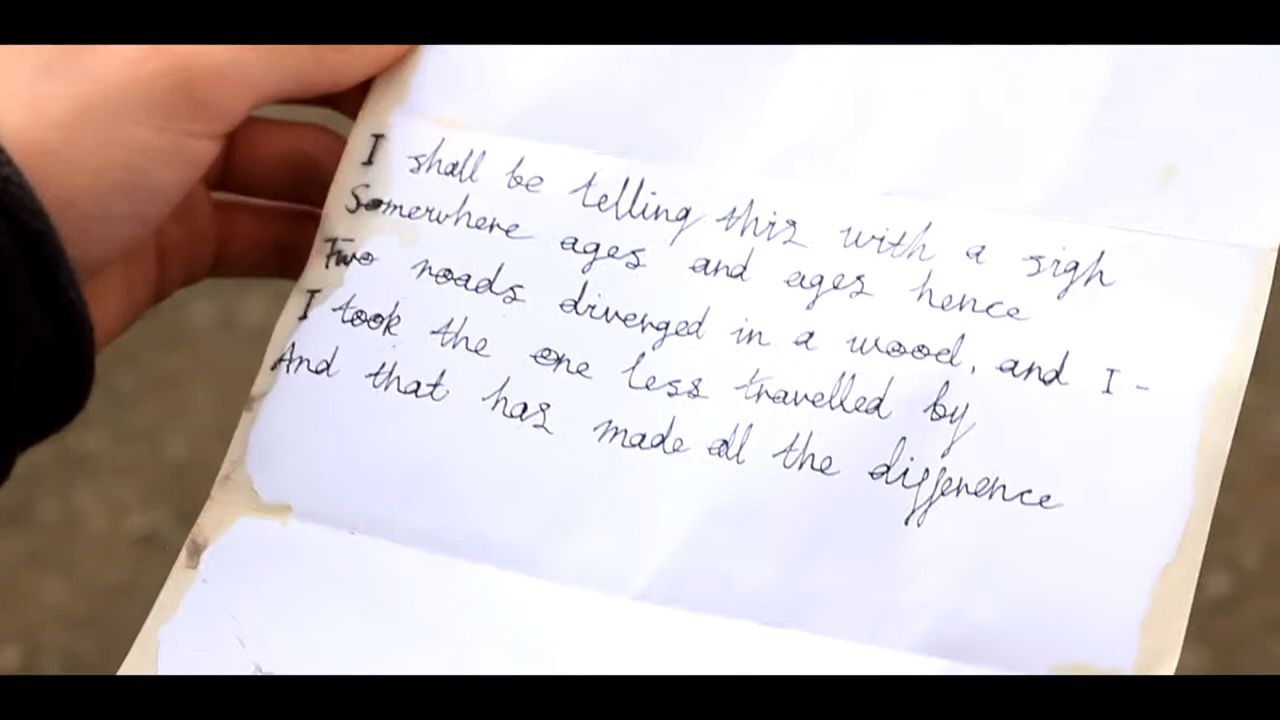 I shall be telling this with a sigh
Somewhere ages and ages hence
Two roads diverged in a wood, and I -
I took the one less travelled by
And that has made all the difference